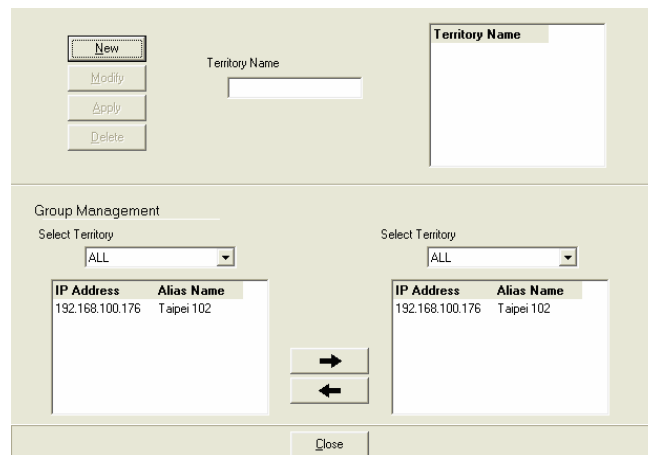 New
Modify
Apply
Delete
Territory Name
Territory Name
Group Management
Select Territory
ALL
IP Address Alias Name
192.168.100.176 Taipei 102
Select Territory
ALL
IP Address Alias Name
192.168.100.176 Taipei 102
Close